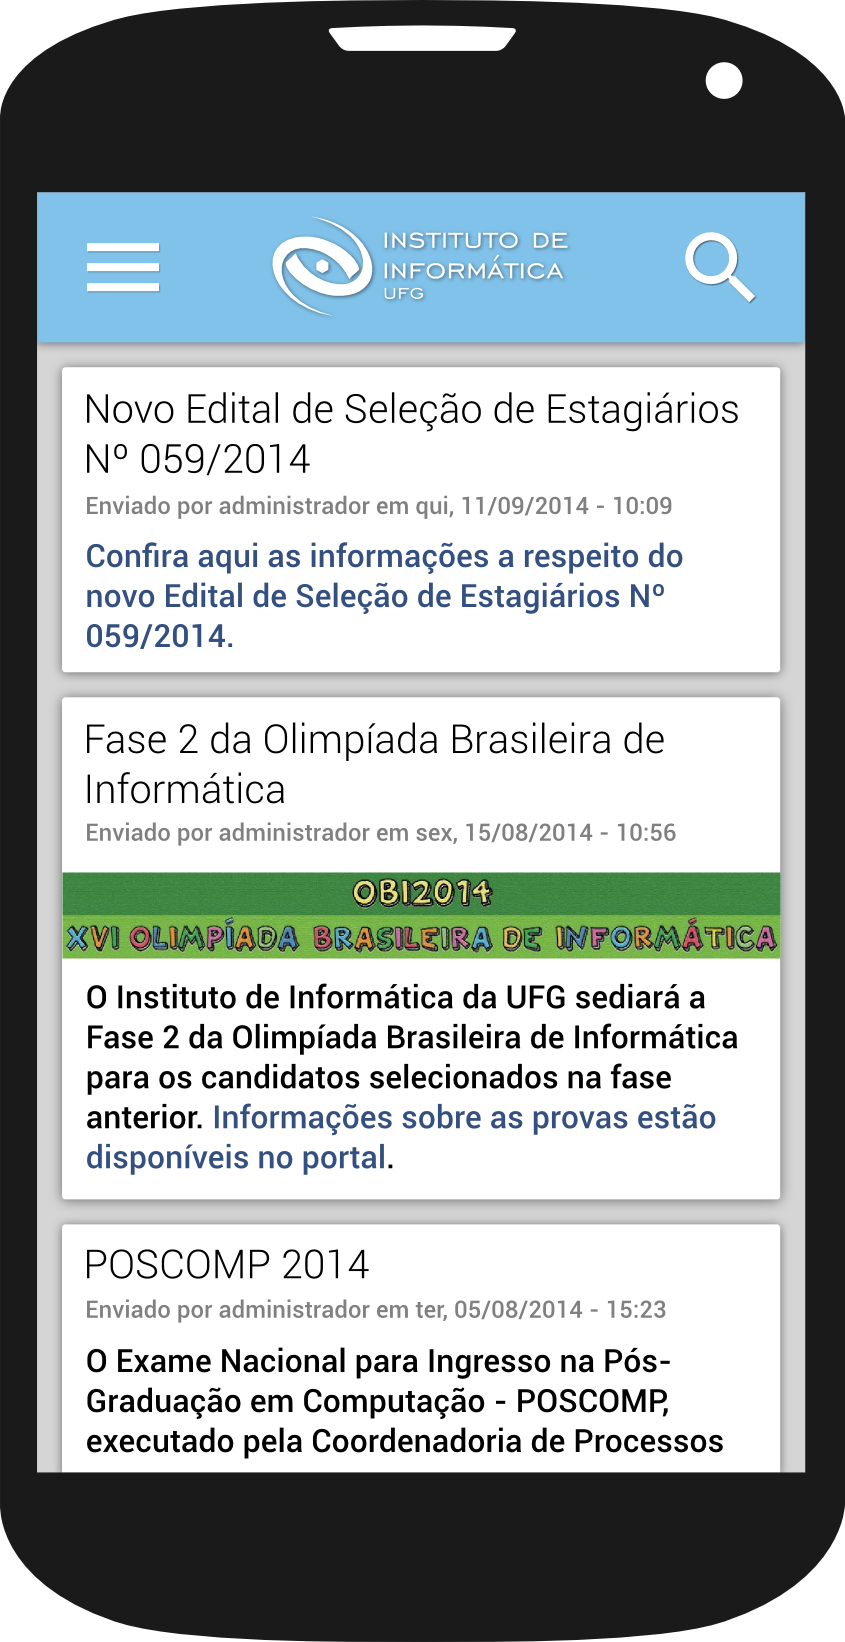 INSTITUTO DE
INFORMÁTICA
UFG
Novo Edital de Seleção de Estagiários
Nº 059/2014
Enviado por administrador em qui, 11/09/2014 - 10:09
Confira aqui as informações a respeito do
novo Edital de Seleção de Estagiários Nº
059/2014.
Fase 2 da Olimpíada Brasileira de
Informática
Enviado por administrador em sex, 15/08/2014 - 10:56
OBI2014
XVI OLIMPÍADA BRASILEIRA DE INFORMÁTICA
O Instituto de Informática da UFG sediará a
Fase 2 da Olimpíada Brasileira de Informática
para os candidatos selecionados na fase
anterior. Informações sobre as provas estão
disponíveis no portal.
POSCOMP 2014
Enviado por administrador em ter, 05/08/2014 - 15:23
O Exame Nacional para Ingresso na Pós-
Graduação em Computação - POSCOMP,
executado pela Coordenadoria de Processos